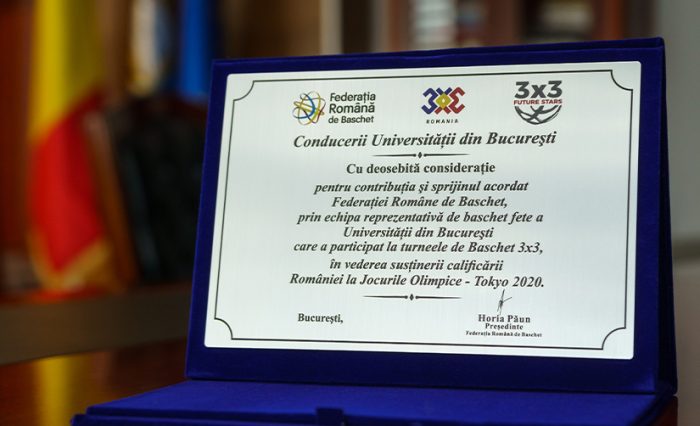 Federația
Română
de Baschet
3X3
ROMANIA
3x3
FUTURE STARS
Conducerii Universității din București
Cu deosebită considerație
pentru contribuția și sprijinul acordat
Federației Române de Baschet,
prin echipa reprezentativă de baschet fete a
Universității din București
care a participat la turneele de Baschet 3x3,
în vederea susținerii calificării
României la Jocurile Olimpice - Tokyo 2020.
București,
Horia Păun
Președinte
Federația Română de Baschet